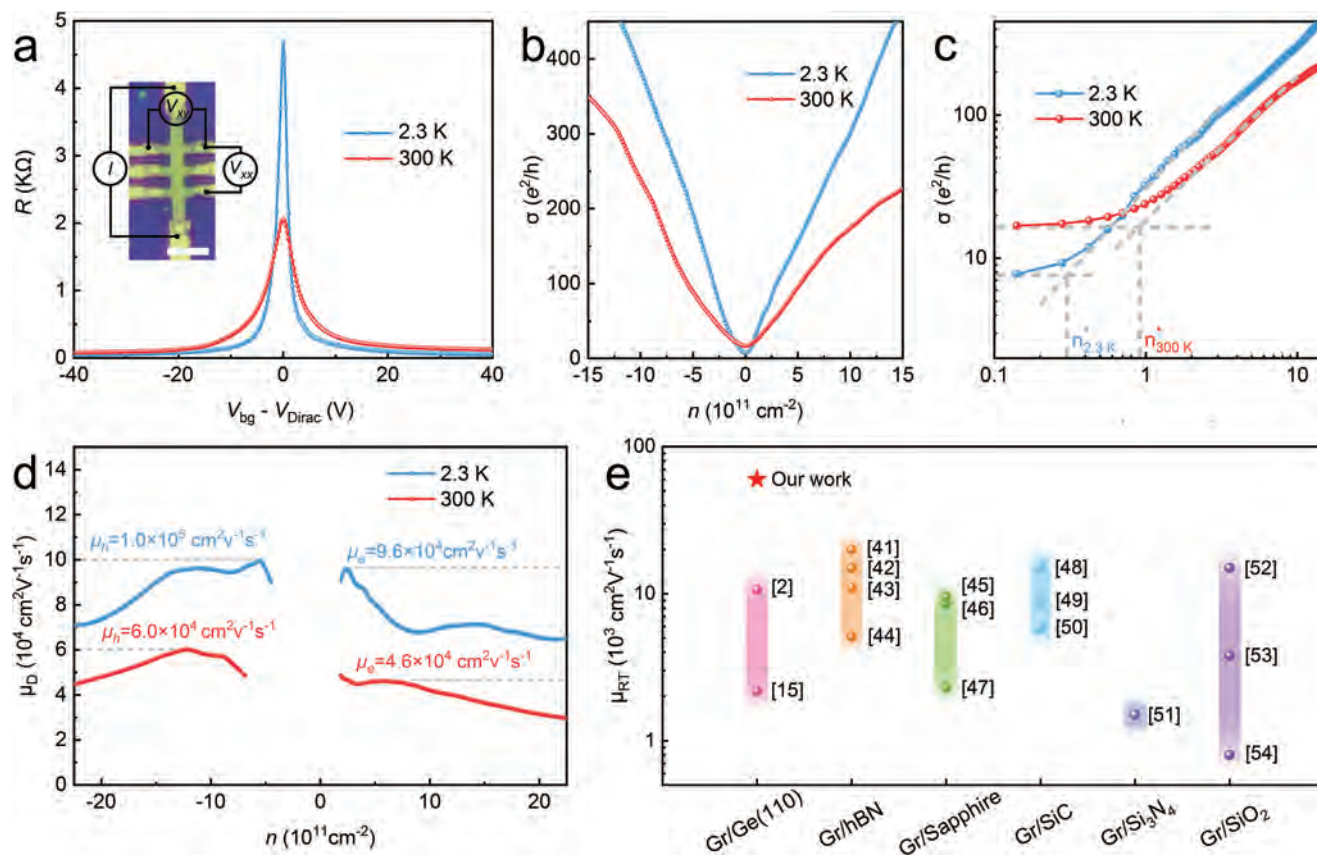 a
5
4
3
2
1
0
R (KΩ)
-40
-20
0
20
40
V_bg - V_Dirac (V)
I
V_xy
V_xx
2.3 K
300 K
b
400
300
200
100
0
σ (e²/h)
-15
-10
-5
0
5
10
15
n (10¹¹ cm⁻²)
2.3 K
300 K
c
100
10
σ (e²/h)
0.1
1
10
2.3 K
300 K
n*_2.3 K
n*_300 K
d
14
12
10
8
6
4
2
0
μ_D (10⁴ cm²V⁻¹s⁻¹)
-20
-10
0
10
20
n (10¹¹cm⁻²)
2.3 K
300 K
μ_h=1.0×10⁵ cm²v⁻¹s⁻¹
μ_e=9.6×10⁴cm²v⁻¹s⁻¹
μ_h=6.0×10⁴ cm²v⁻¹s⁻¹
μ_e=4.6×10⁴ cm²v⁻¹s⁻¹
e
100
10
1
μ_RT (10³ cm²V⁻¹s⁻¹)
Our work
[2]
[15]
[41]
[42]
[43]
[44]
[45]
[46]
[47]
[48]
[49]
[50]
[51]
[52]
[53]
[54]
Gr/Ge(110)
Gr/hBN
Gr/Sapphire
Gr/SiC
Gr/Si₃N₄
Gr/SiO₂